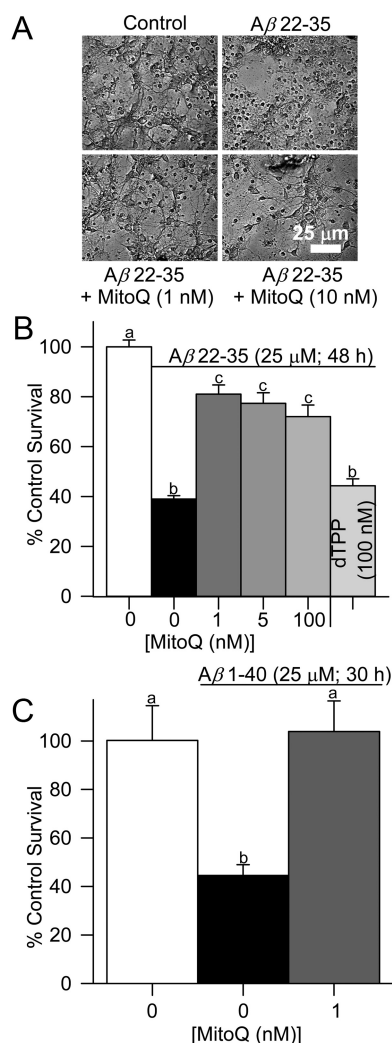 A
Control
Aβ 22-35
25 μm
Aβ 22-35
+ MitoQ (1 nM)
Aβ 22-35
+ MitoQ (10 nM)
B
Aβ 22-35 (25 μM; 48 h)
a
b
c
c
c
b
% Control Survival
100
80
60
40
20
0
dTPP
(100 nM)
0
0
1
5
100
[MitoQ (nM)]
C
Aβ 1-40 (25 μM; 30 h)
a
b
a
% Control Survival
100
80
60
40
20
0
0
0
1
[MitoQ (nM)]